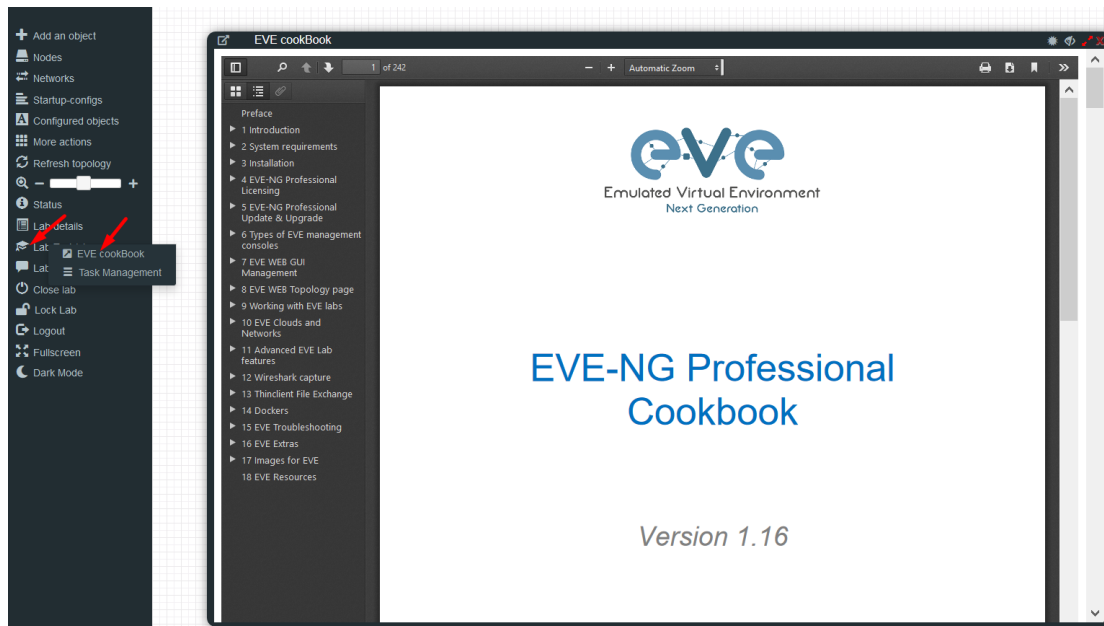 Add an object
Nodes
Networks
Startup-configs
Configured objects
More actions
Refresh topology
Status
Lab details
Lab
EVE cookBook
Task Management
Lab
Close lab
Lock Lab
Logout
Fullscreen
Dark Mode
EVE cookBook
1 of 242
Automatic Zoom
Preface
1 Introduction
2 System requirements
3 Installation
4 EVE-NG Professional
Licensing
5 EVE-NG Professional
Update & Upgrade
6 Types of EVE management
consoles
7 EVE WEB GUI
Management
8 EVE WEB Topology page
9 Working with EVE labs
10 EVE Clouds and
Networks
11 Advanced EVE Lab
features
12 Wireshark capture
13 Thinclient File Exchange
14 Dockers
15 EVE Troubleshooting
16 EVE Extras
17 Images for EVE
18 EVE Resources
eve
Emulated Virtual Environment
Next Generation
EVE-NG Professional
Cookbook
Version 1.16